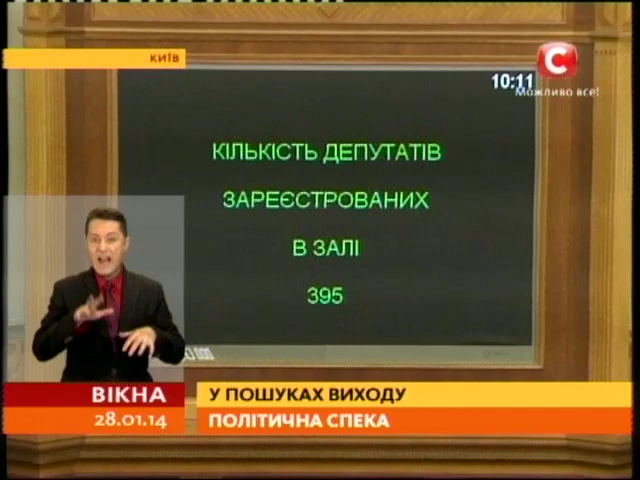 КИЇВ
10:11
С
Можливо все!
КІЛЬКІСТЬ ДЕПУТАТІВ
ЗАРЕЄСТРОВАНИХ
В ЗАЛІ
395
ВІКНА
28.01.14
У ПОШУКАХ ВИХОДУ
ПОЛІТИЧНА СПЕКА